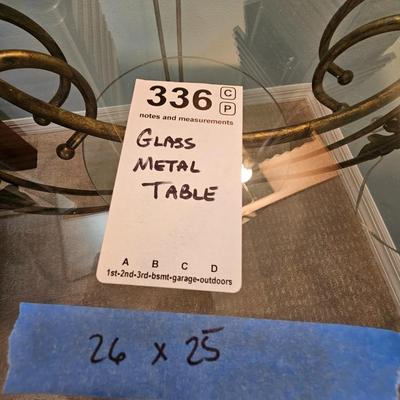 336 C
P
notes and measurements
GLASS
METAL
TABLE
A B C D
1st-2nd-3rd-bsmt-garage-outdoors
26 x 25